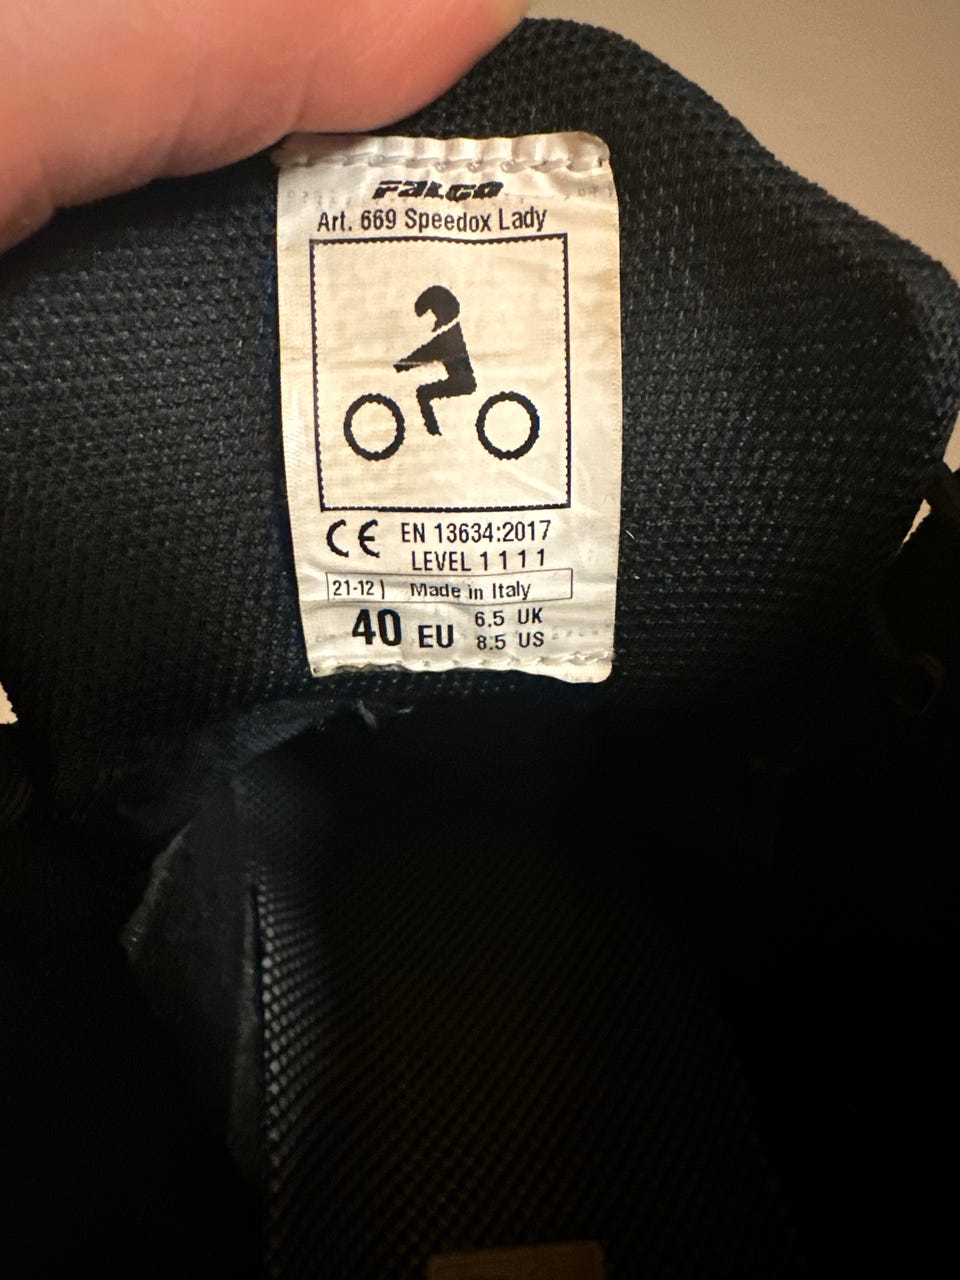 FALCO
Art. 669 Speedox Lady
CE EN 13634:2017
LEVEL 1 1 1 1
21-12) Made in Italy
40 EU 6.5 UK
8.5 US